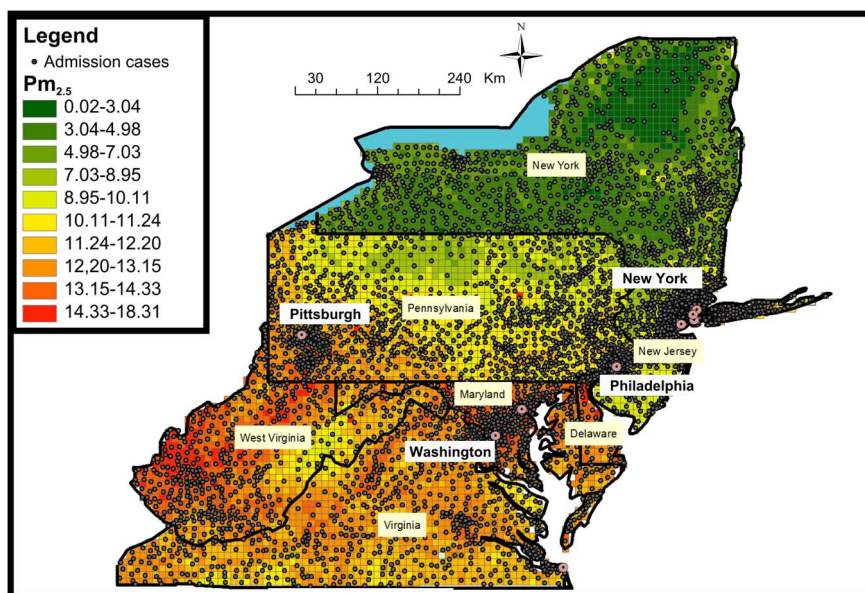 Legend
Admission cases
Pm2.5
0.02-3.04
3.04-4.98
4.98-7.03
7.03-8.95
8.95-10.11
10.11-11.24
11.24-12.20
12,20-13.15
13.15-14.33
14.33-18.31
N
30 120 240 Km
New York
New York
Pittsburgh
Pennsylvania
New Jersey
Philadelphia
Maryland
West Virginia
Delaware
Washington
Virginia